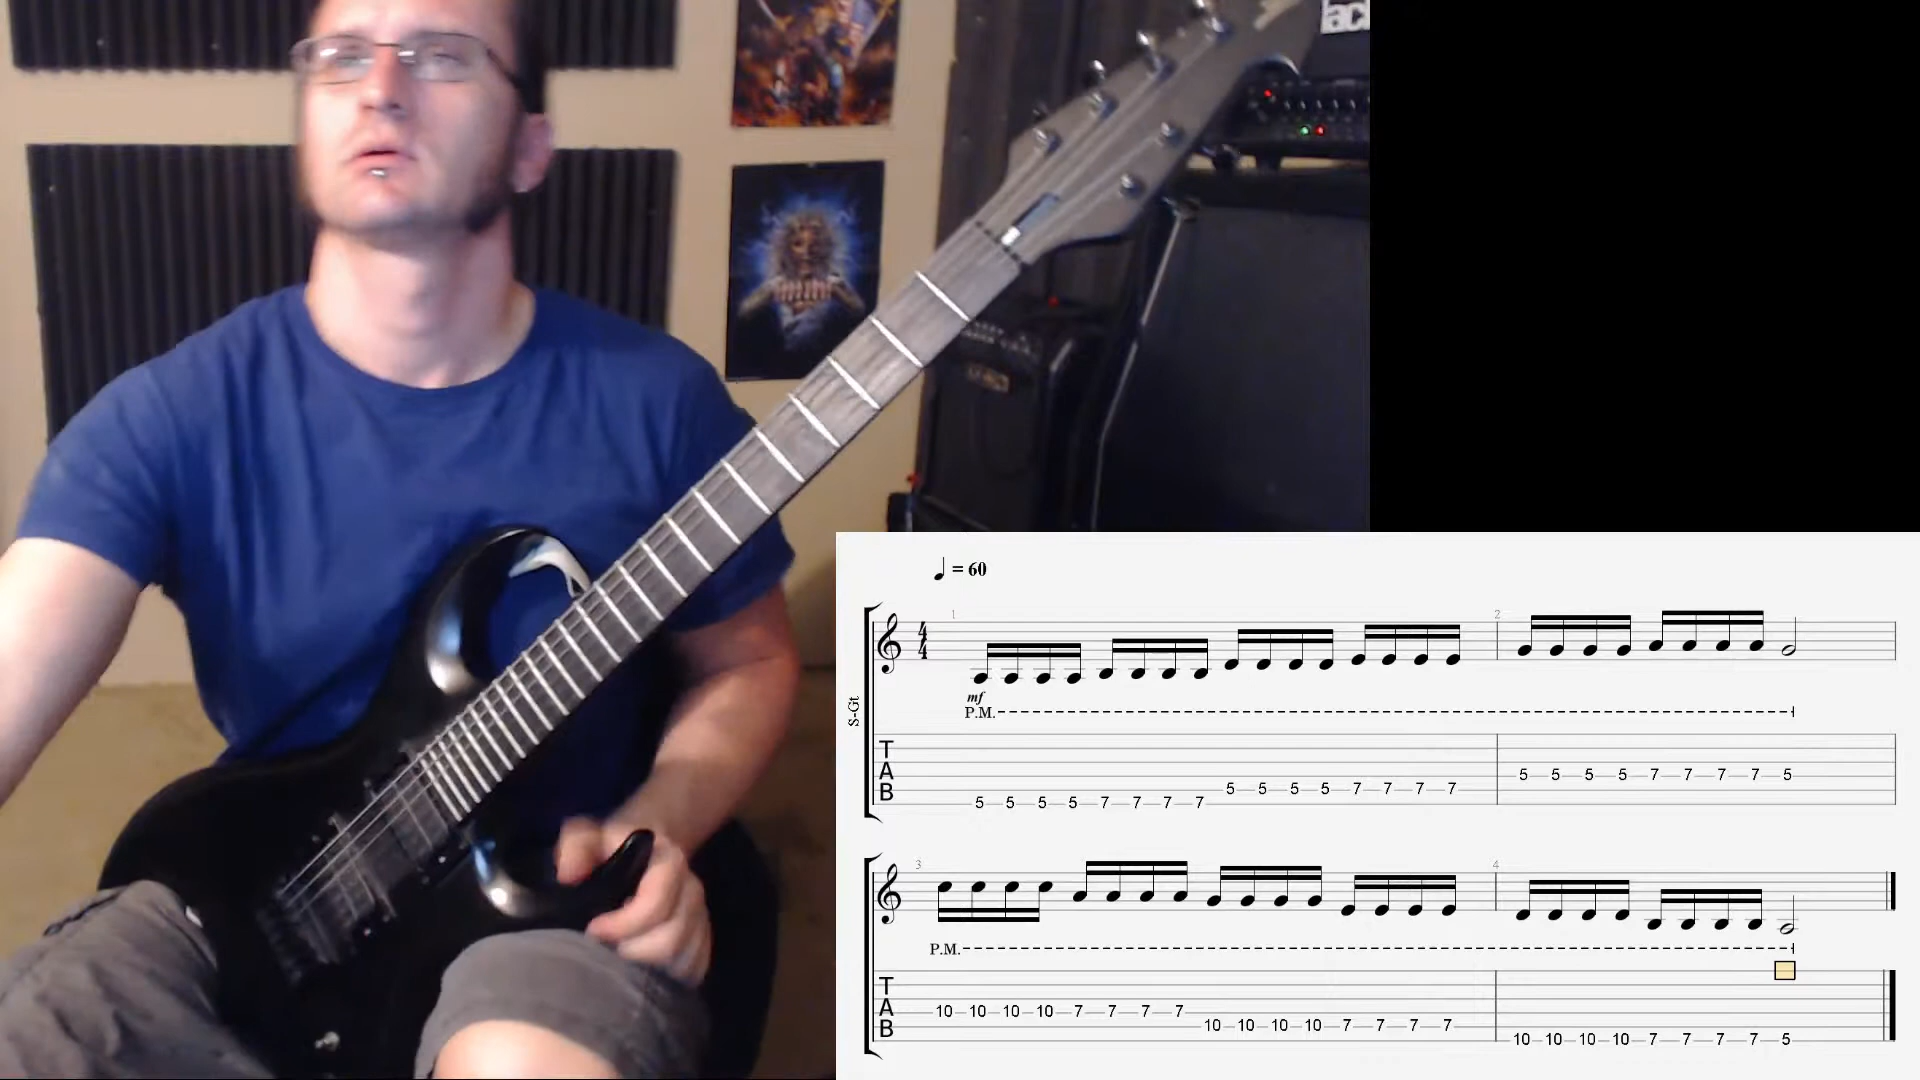 ack
= 60
1
2
4
4
mf
P.M.
S-Gt
T
A
B
5 5 5 5 7 7 7 7 5 5 5 5 7 7 7 7
5 5 5 5 7 7 7 7 5
3
4
P.M.
T
A
B
10 10 10 10 7 7 7 7 10 10 10 10 7 7 7 7
10 10 10 10 7 7 7 7 5